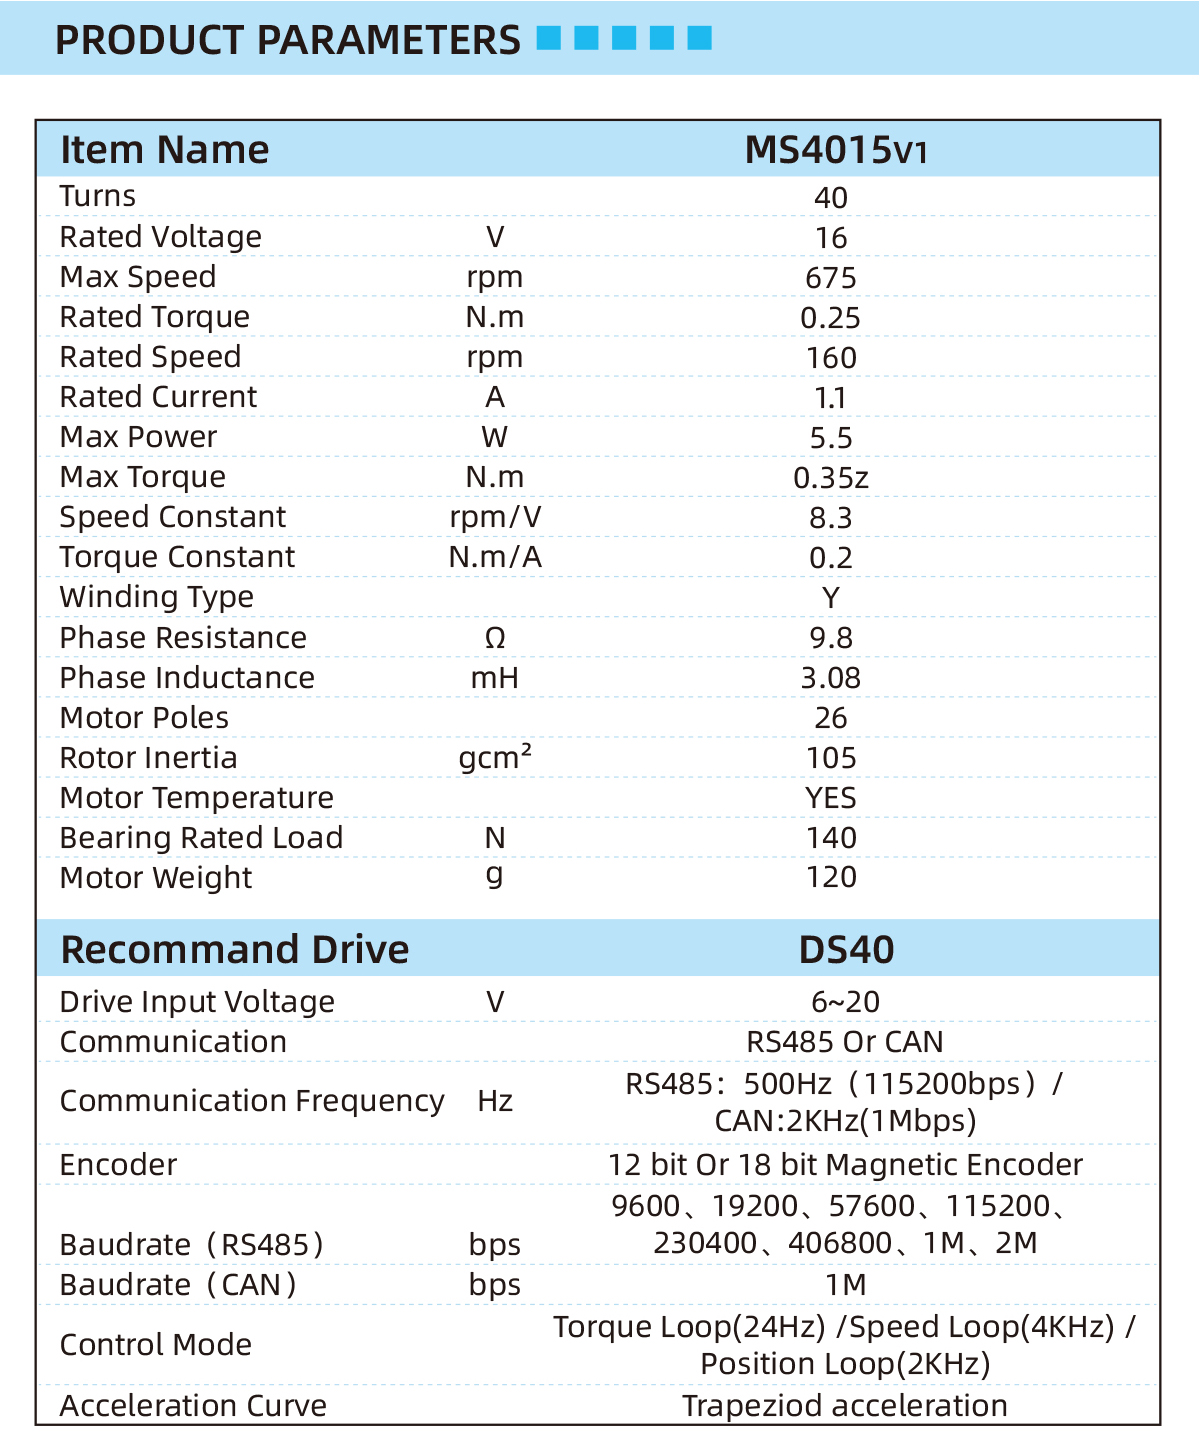 PRODUCT PARAMETERS
Item Name MS4015V1
Turns 40
Rated Voltage V 16
Max Speed rpm 675
Rated Torque N.m 0.25
Rated Speed rpm 160
Rated Current A 1.1
Max Power W 5.5
Max Torque N.m 0.35z
Speed Constant rpm/V 8.3
Torque Constant N.m/A 0.2
Winding Type Y
Phase Resistance Ω 9.8
Phase Inductance mH 3.08
Motor Poles 26
Rotor Inertia gcm² 105
Motor Temperature YES
Bearing Rated Load N 140
Motor Weight g 120
Recommand Drive DS40
Drive Input Voltage V 6~20
Communication RS485 Or CAN
Communication Frequency Hz RS485：500Hz（115200bps）/
CAN:2KHz(1Mbps)
Encoder 12 bit Or 18 bit Magnetic Encoder
9600、19200、57600、115200、
Baudrate（RS485） bps 230400、406800、1M、2M
Baudrate（CAN） bps 1M
Control Mode Torque Loop(24Hz) /Speed Loop(4KHz) /
Position Loop(2KHz)
Acceleration Curve Trapeziod acceleration